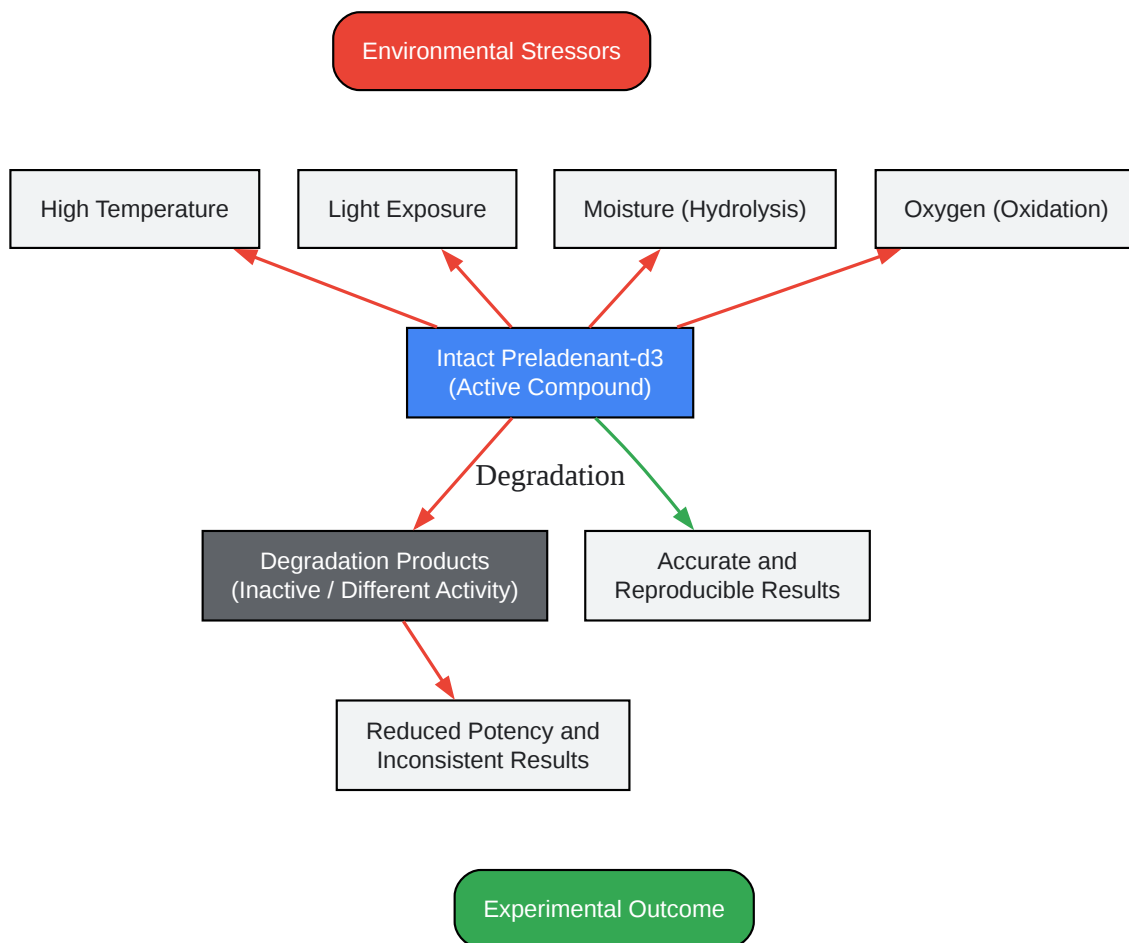 Environmental Stressors
High Temperature
Light Exposure
Moisture (Hydrolysis)
Oxygen (Oxidation)
Intact Preladenant-d3
(Active Compound)
Degradation
Degradation Products
(Inactive / Different Activity)
Accurate and
Reproducible Results
Reduced Potency and
Inconsistent Results
Experimental Outcome